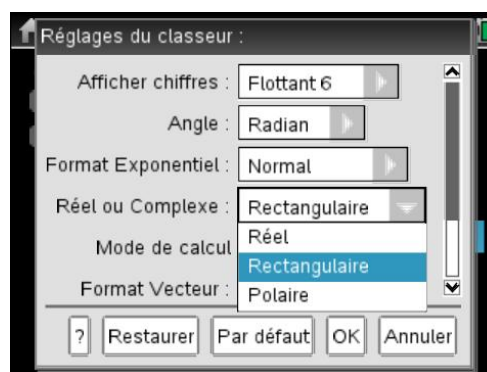 Réglages du classeur :
Afficher chiffres : Flottant 6
Angle : Radian
Format Exponentiel : Normal
Réel ou Complexe : Rectangulaire
Réel
Mode de calcul
Rectangulaire
Format Vecteur : Polaire
? Restaurer Par défaut OK Annuler